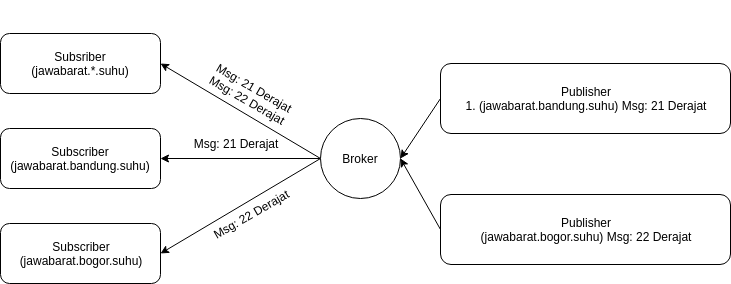 Subsriber
(jawabarat.*.suhu)
Msg: 21 Derajat
Msg: 22 Derajat
Publisher
1. (jawabarat.bandung.suhu) Msg: 21 Derajat
Subscriber
(jawabarat.bandung.suhu)
Msg: 21 Derajat
Broker
Msg: 22 Derajat
Publisher
(jawabarat.bogor.suhu) Msg: 22 Derajat
Subscriber
(jawabarat.bogor.suhu)